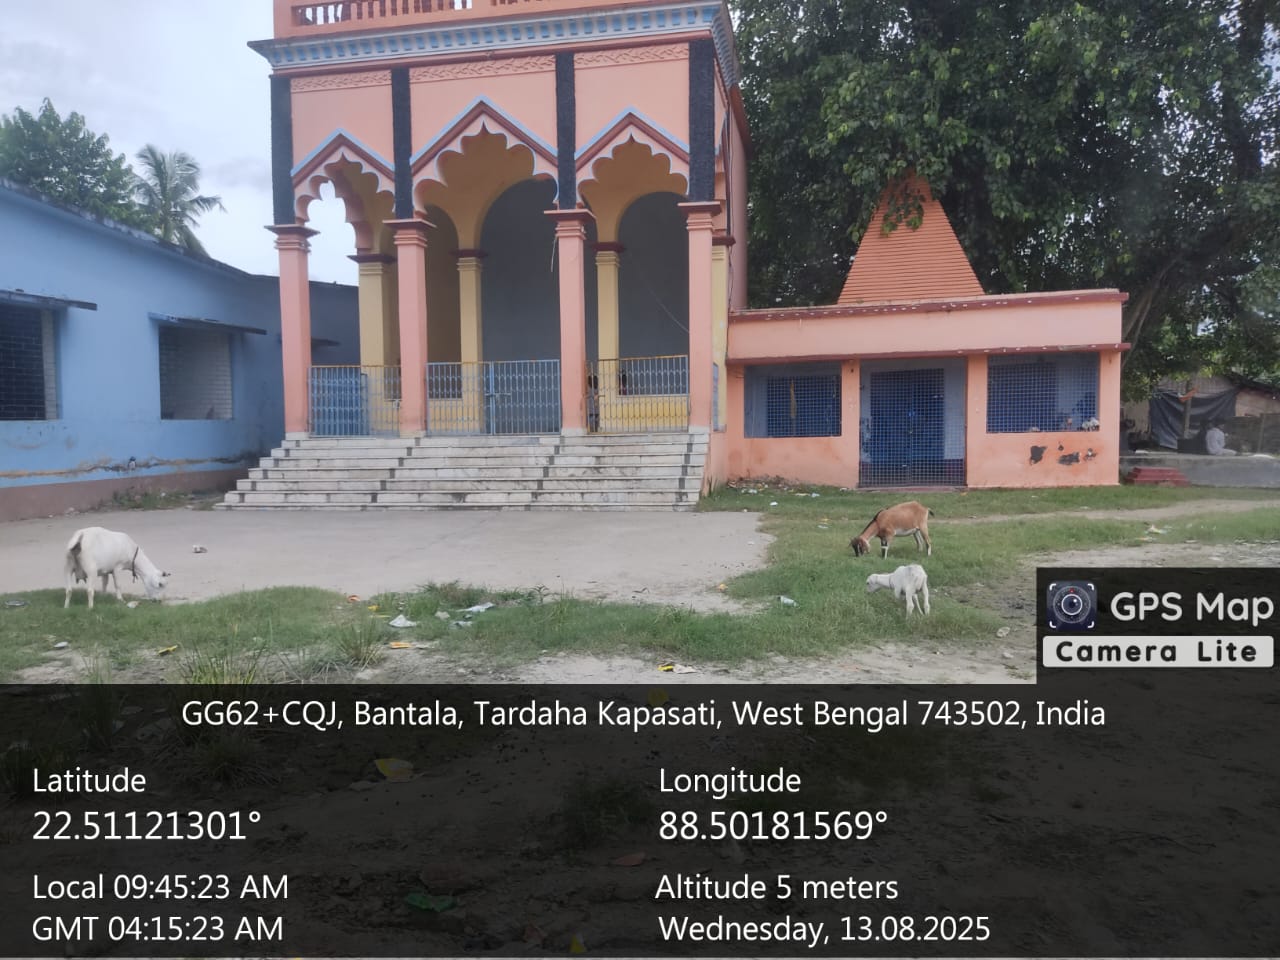 GPS Map
Camera Lite
GG62+CQJ, Bantala, Tardaha Kapasati, West Bengal 743502, India
Latitude
22.51121301°
Longitude
88.50181569°
Local 09:45:23 AM
GMT 04:15:23 AM
Altitude 5 meters
Wednesday, 13.08.2025